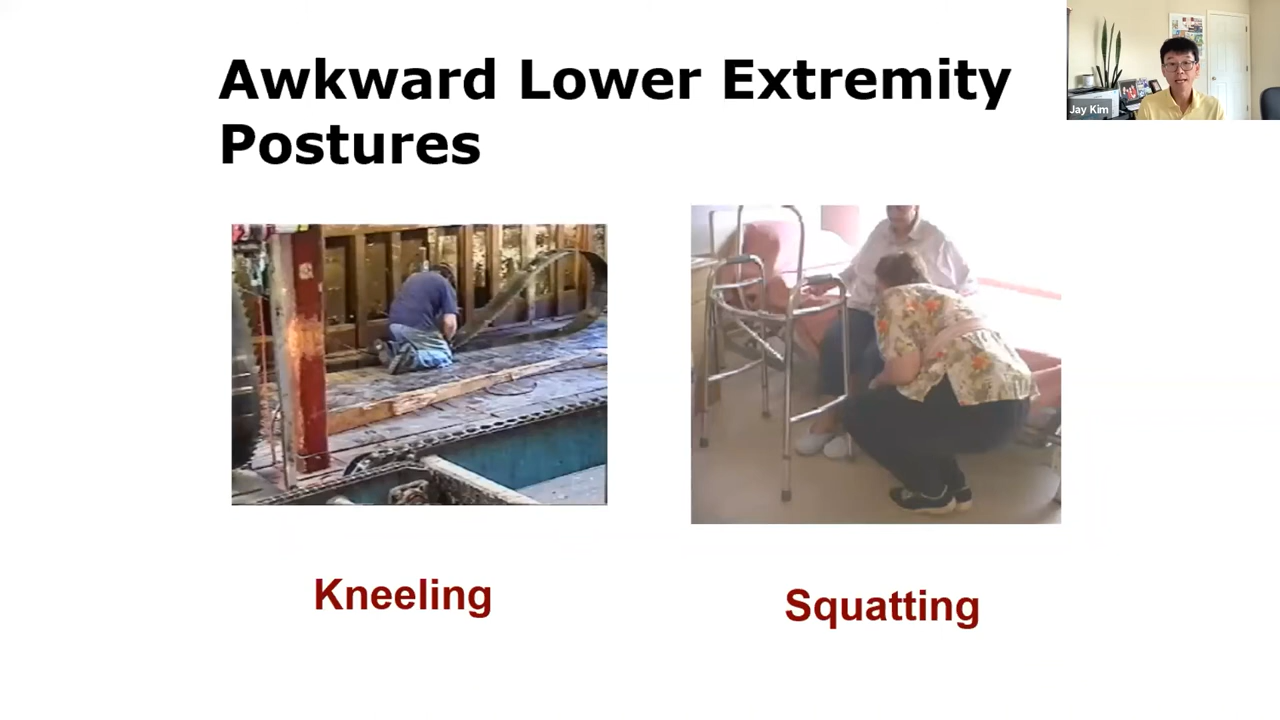 Awkward Lower Extremity
Postures
Jay Kim
Kneeling
Squatting